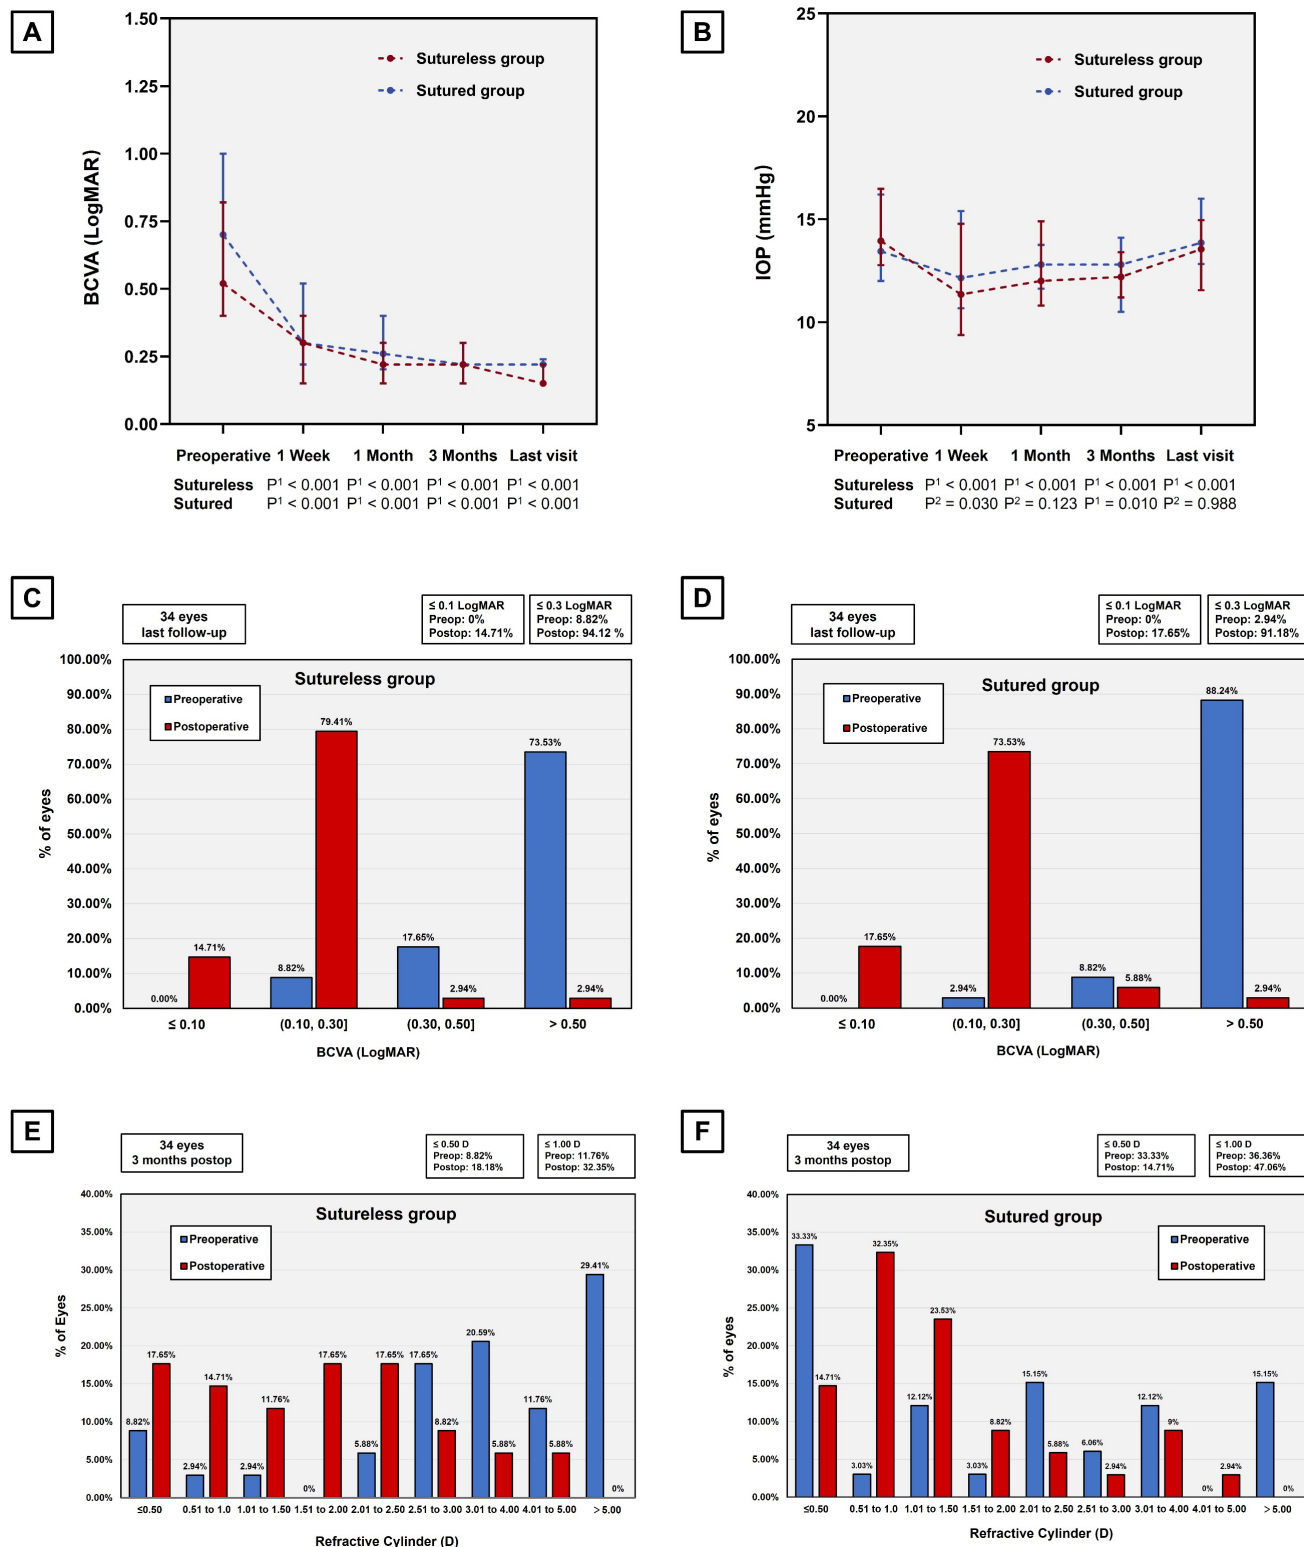 A
1.50
1.25
1.00
0.75
0.50
0.25
0.00
BCVA (LogMAR)
Sutureless group
Sutured group
Preoperative 1 Week 1 Month 3 Months Last visit
Sutureless P¹ < 0.001 P¹ < 0.001 P¹ < 0.001 P¹ < 0.001
Sutured P¹ < 0.001 P¹ < 0.001 P¹ < 0.001 P¹ < 0.001
B
25
20
15
10
5
IOP (mmHg)
Sutureless group
Sutured group
Preoperative 1 Week 1 Month 3 Months Last visit
Sutureless P¹ < 0.001 P¹ < 0.001 P¹ < 0.001 P¹ < 0.001
Sutured P² = 0.030 P² = 0.123 P¹ = 0.010 P² = 0.988
C
34 eyes
last follow-up
≤ 0.1 LogMAR
Preop: 0%
Postop: 14.71%
≤ 0.3 LogMAR
Preop: 8.82%
Postop: 94.12 %
Sutureless group
Preoperative
Postoperative
100.00%
90.00%
80.00%
70.00%
60.00%
50.00%
40.00%
30.00%
20.00%
10.00%
0.00%
% of eyes
0.00% 14.71% 8.82% 79.41% 17.65% 2.94% 73.53% 2.94%
≤ 0.10 (0.10, 0.30] (0.30, 0.50] > 0.50
BCVA (LogMAR)
D
34 eyes
last follow-up
≤ 0.1 LogMAR
Preop: 0%
Postop: 17.65%
≤ 0.3 LogMAR
Preop: 2.94%
Postop: 91.18%
Sutured group
Preoperative
Postoperative
100.00%
90.00%
80.00%
70.00%
60.00%
50.00%
40.00%
30.00%
20.00%
10.00%
0.00%
% of eyes
0.00% 17.65% 2.94% 73.53% 8.82% 5.88% 88.24% 2.94%
≤ 0.10 (0.10, 0.30] (0.30, 0.50] > 0.50
BCVA (LogMAR)
E
34 eyes
3 months postop
≤ 0.50 D
Preop: 8.82%
Postop: 18.18%
≤ 1.00 D
Preop: 11.76%
Postop: 32.35%
Sutureless group
Preoperative
Postoperative
40.00%
35.00%
30.00%
25.00%
20.00%
15.00%
10.00%
5.00%
0.00%
% of Eyes
8.82% 17.65% 2.94% 14.71% 2.94% 11.76% 0% 17.65% 5.88% 17.65% 17.65% 8.82% 20.59% 5.88% 11.76% 5.88% 29.41% 0%
≤0.50 0.51 to 1.0 1.01 to 1.50 1.51 to 2.00 2.01 to 2.50 2.51 to 3.00 3.01 to 4.00 4.01 to 5.00 > 5.00
Refractive Cylinder (D)
F
34 eyes
3 months postop
≤ 0.50 D
Preop: 33.33%
Postop: 14.71%
≤ 1.00 D
Preop: 36.36%
Postop: 47.06%
Sutured group
Preoperative
Postoperative
40.00%
35.00%
30.00%
25.00%
20.00%
15.00%
10.00%
5.00%
0.00%
% of eyes
33.33% 14.71% 3.03% 32.35% 12.12% 23.53% 3.03% 8.82% 15.15% 5.88% 6.06% 2.94% 12.12% 9% 0% 2.94% 15.15% 0%
≤0.50 0.51 to 1.0 1.01 to 1.50 1.51 to 2.00 2.01 to 2.50 2.51 to 3.00 3.01 to 4.00 4.01 to 5.00 > 5.00
Refractive Cylinder (D)